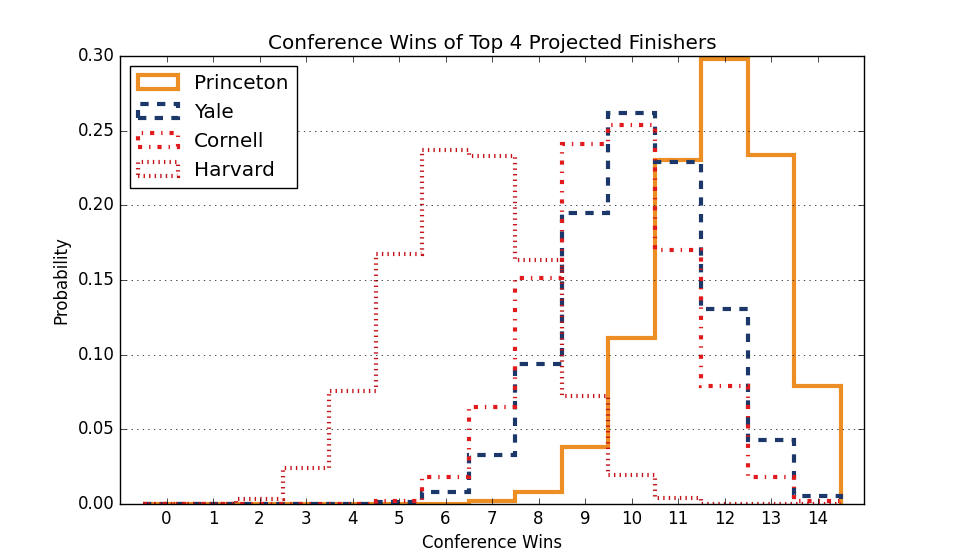 Conference Wins of Top 4 Projected Finishers
0.30
0.25
0.20
0.15
0.10
0.05
0.00
Probability
Princeton
Yale
Cornell
Harvard
0 1 2 3 4 5 6 7 8 9 10 11 12 13 14
Conference Wins